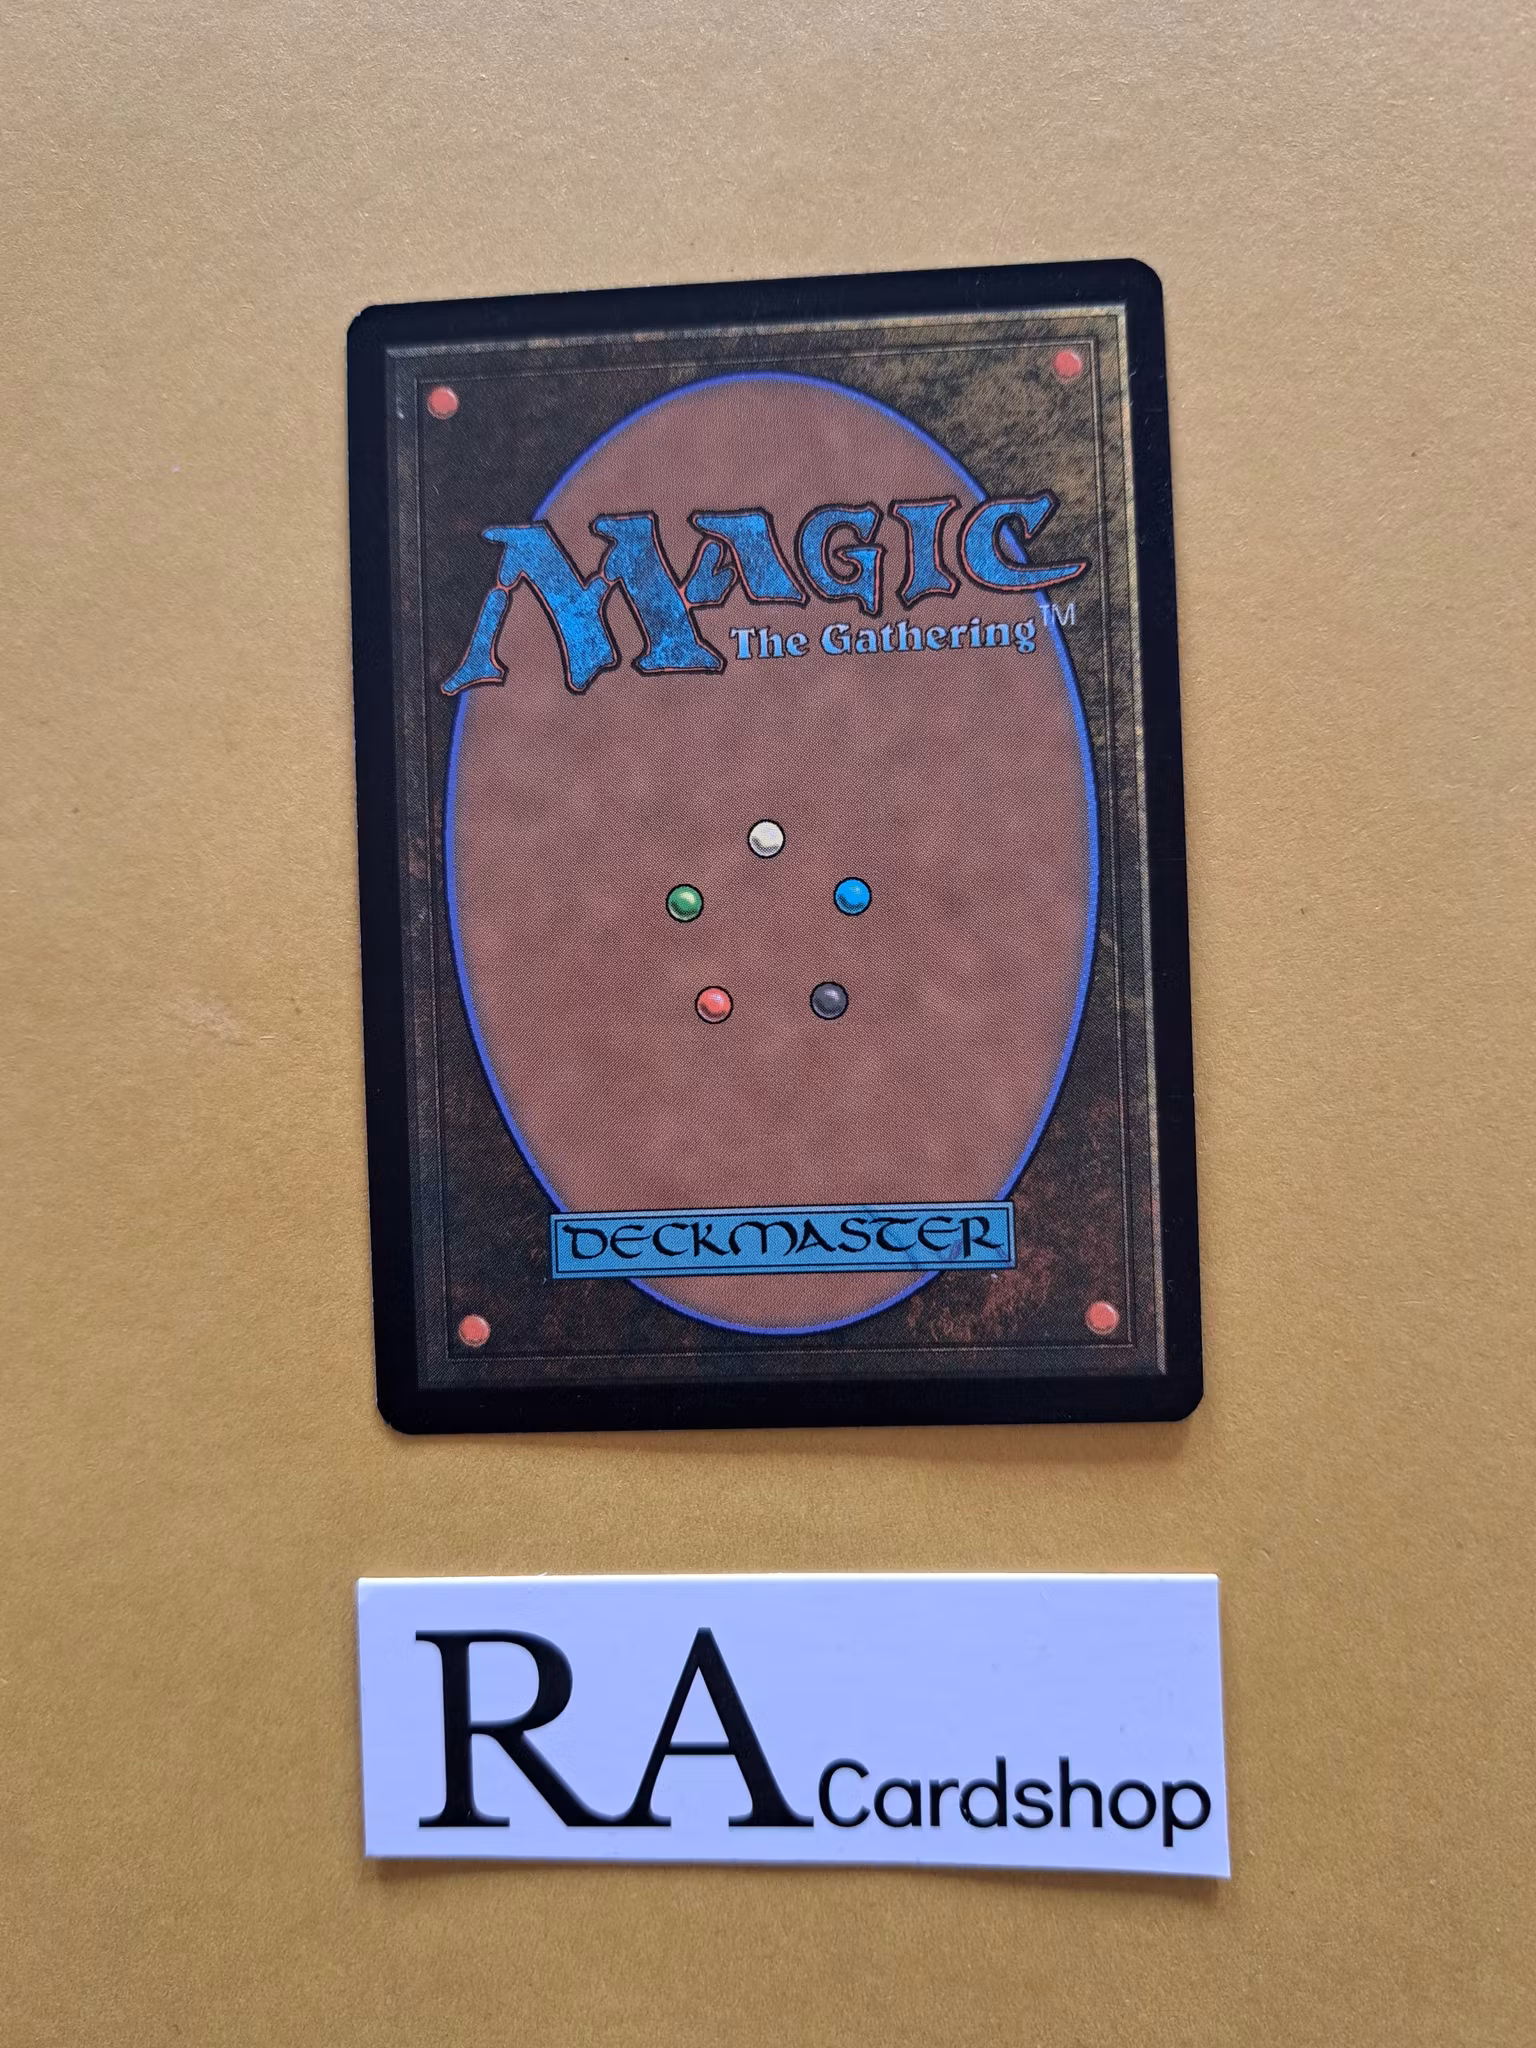 MAGIC
The Gathering™
DECKMASTER
RA Cardshop